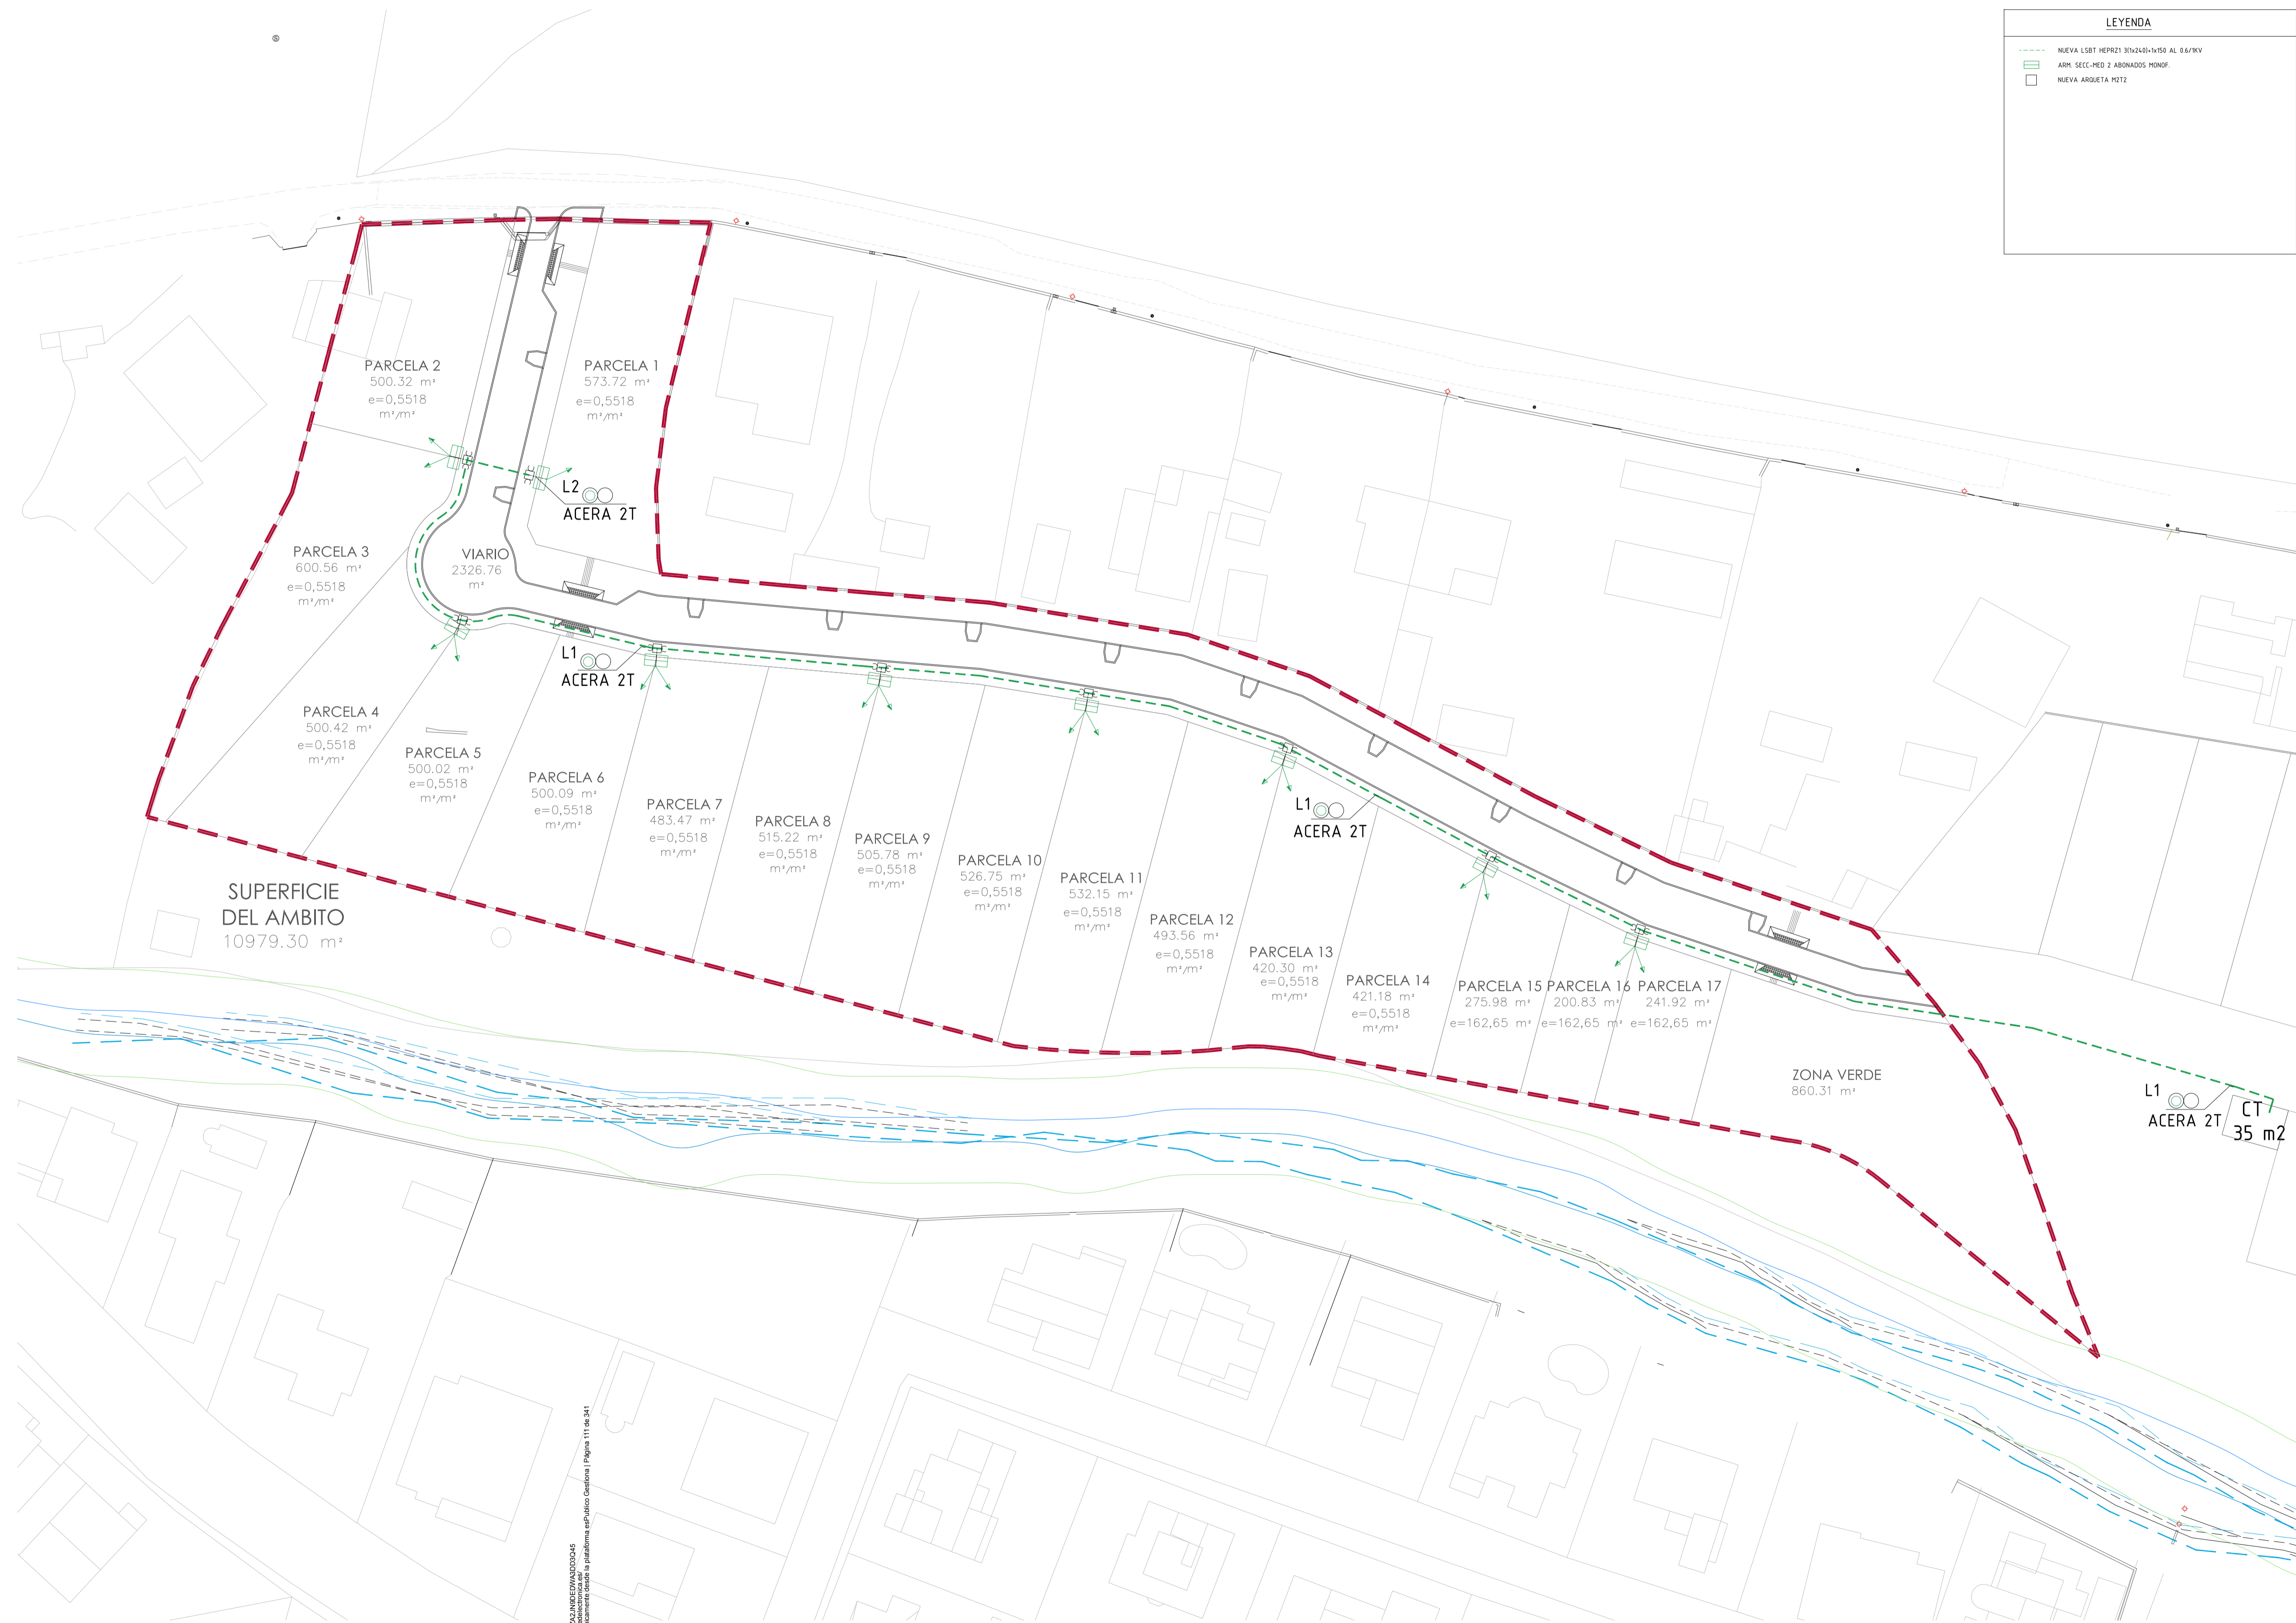 LEYENDA
NUEVA LSBT HEPRZ1 3(1x240)+1x150 AL 0.6/1KV
ARM. SECC-MED 2 ABONADOS MONOF.
NUEVA ARQUETA M2T2
PARCELA 2
500.32 m²
e=0,5518
m²/m²
PARCELA 1
573.72 m²
e=0,5518
m²/m²
L2
ACERA 2T
PARCELA 3
600.56 m²
e=0,5518
m²/m²
VIARIO
2326.76
m²
L1
ACERA 2T
PARCELA 4
500.42 m²
e=0,5518
m²/m²
PARCELA 5
500.02 m²
e=0,5518
m²/m²
PARCELA 6
500.09 m²
e=0,5518
m²/m²
PARCELA 7
483.47 m²
e=0,5518
m²/m²
PARCELA 8
515.22 m²
e=0,5518
m²/m²
PARCELA 9
505.78 m²
e=0,5518
m²/m²
PARCELA 10
526.75 m²
e=0,5518
m²/m²
PARCELA 11
532.15 m²
e=0,5518
m²/m²
PARCELA 12
493.56 m²
e=0,5518
m²/m²
L1
ACERA 2T
PARCELA 13
420.30 m²
e=0,5518
m²/m²
PARCELA 14
421.18 m²
e=0,5518
m²/m²
PARCELA 15
275.98 m²
e=162,65 m²
PARCELA 16
200.83 m²
e=162,65 m²
PARCELA 17
241.92 m²
e=162,65 m²
SUPERFICIE
DEL AMBITO
10979.30 m²
ZONA VERDE
860.31 m²
L1
ACERA 2T
CT
35 m2
desde la plataforma esPublico Gestiona | Página 111 de 341